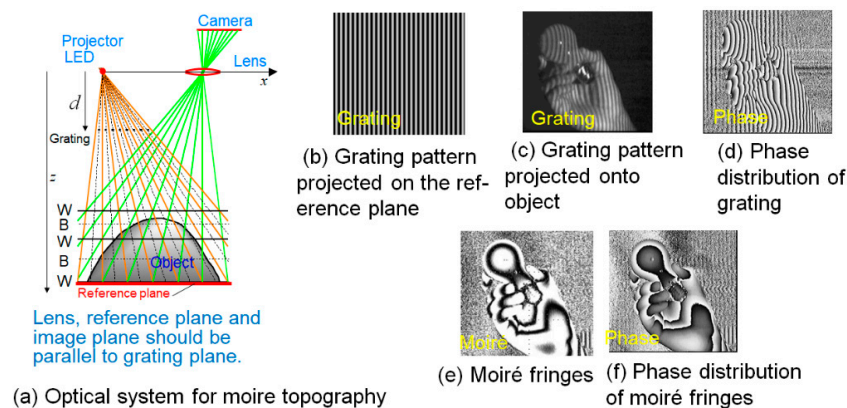 Camera
Projector
LED
Lens
x
d
Grating
z
W
B
W
B
W
Object
Reference plane
Lens, reference plane and
image plane should be
parallel to grating plane.
(a) Optical system for moire topography
Grating
(b) Grating pattern
projected on the ref-
erence plane
Grating
(c) Grating pattern
projected onto
object
Phase
(d) Phase
distribution of
grating
Moiré
(e) Moiré fringes
Phase
(f) Phase distribution
of moiré fringes